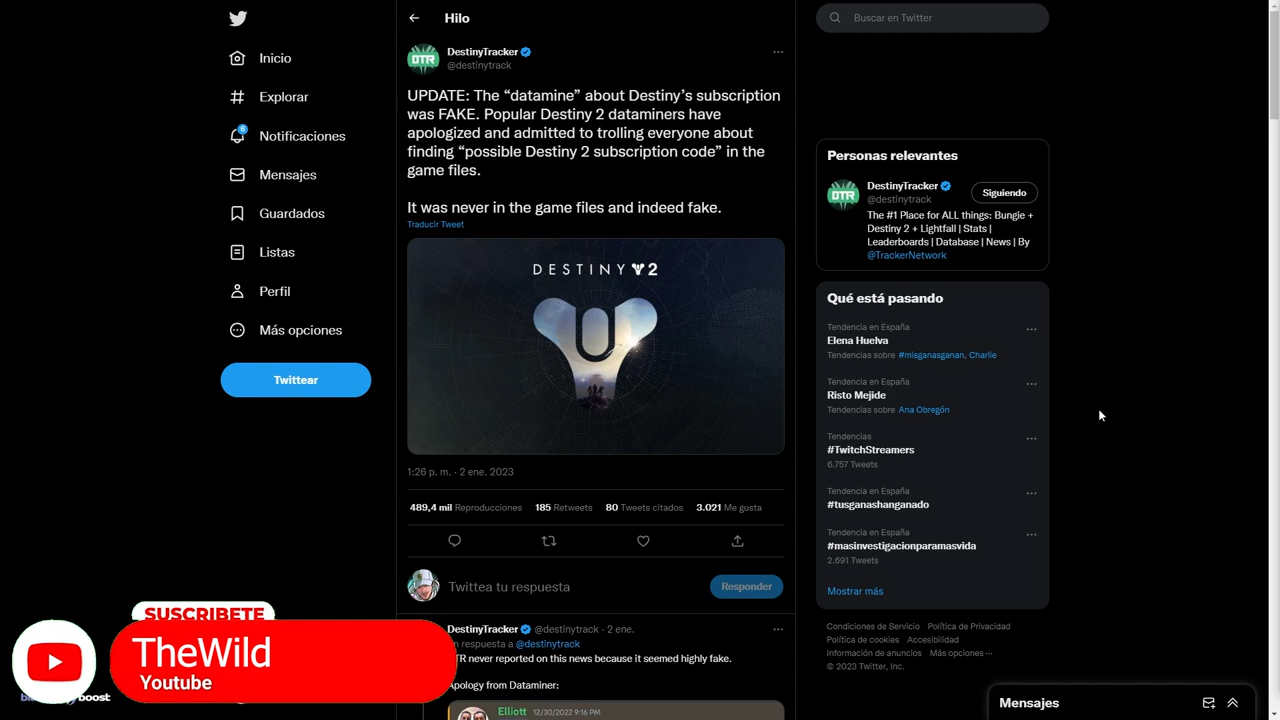 Inicio
Explorar
6
Notificaciones
Mensajes
Guardados
Listas
Perfil
Más opciones
Twittear
Hilo
DTR
DestinyTracker
@destinytrack
UPDATE: The “datamine” about Destiny’s subscription
was FAKE. Popular Destiny 2 dataminers have
apologized and admitted to trolling everyone about
finding “possible Destiny 2 subscription code” in the
game files.
It was never in the game files and indeed fake.
Traducir Tweet
DESTINY 2
1:26 p. m. · 2 ene. 2023
489,4 mil Reproducciones 185 Retweets 80 Tweets citados 3.021 Me gusta
Twittea tu respuesta
Responder
DestinyTracker @destinytrack · 2 ene.
n respuesta a @destinytrack
TR never reported on this news because it seemed highly fake.
Apology from Dataminer:
Elliott 12/30/2022 9:16 PM
Buscar en Twitter
Personas relevantes
DTR
DestinyTracker
@destinytrack
Siguiendo
The #1 Place for ALL things: Bungie +
Destiny 2 + Lightfall | Stats |
Leaderboards | Database | News | By
@TrackerNetwork
Qué está pasando
Tendencia en España
Elena Huelva
Tendencias sobre #misganasganan, Charlie
Tendencia en España
Risto Mejide
Tendencias sobre Ana Obregón
Tendencias
#TwitchStreamers
6.757 Tweets
Tendencia en España
#tusganashanganado
Tendencia en España
#masinvestigacionparamasvida
2.691 Tweets
Mostrar más
Condiciones de Servicio Política de Privacidad
Política de cookies Accesibilidad
Información de anuncios Más opciones ···
© 2023 Twitter, Inc.
Mensajes
SUSCRIBETE
TheWild
Youtube
boost